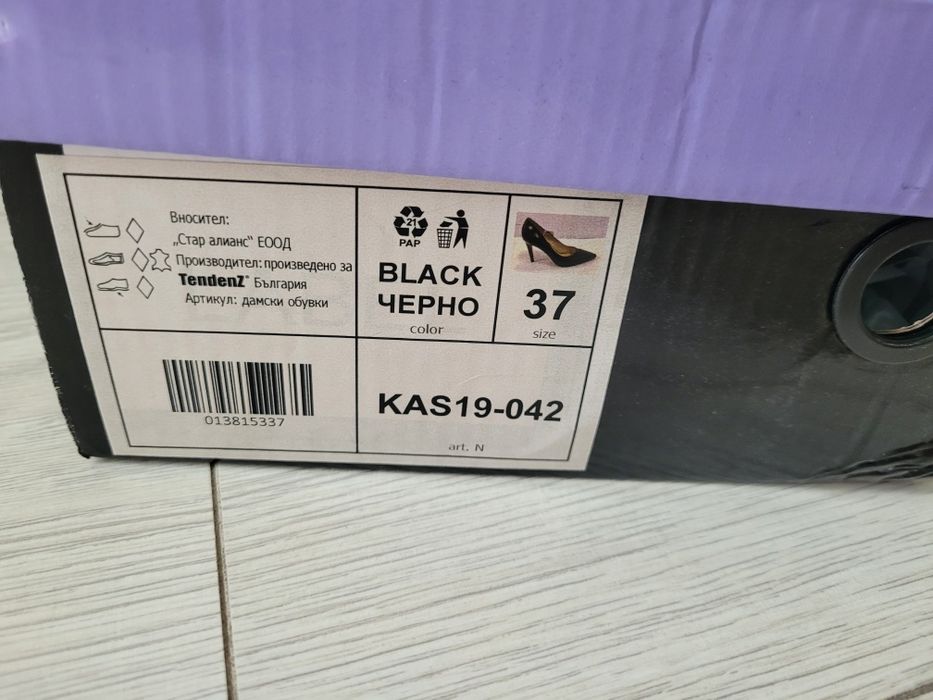 Вносител:
„Стар алианс" ЕООД
Производител: произведено за
TendenZ® България
Артикул: дамски обувки
21
PAP
BLACK
ЧЕРНО
color
37
size
013815337
KAS19-042
art. N